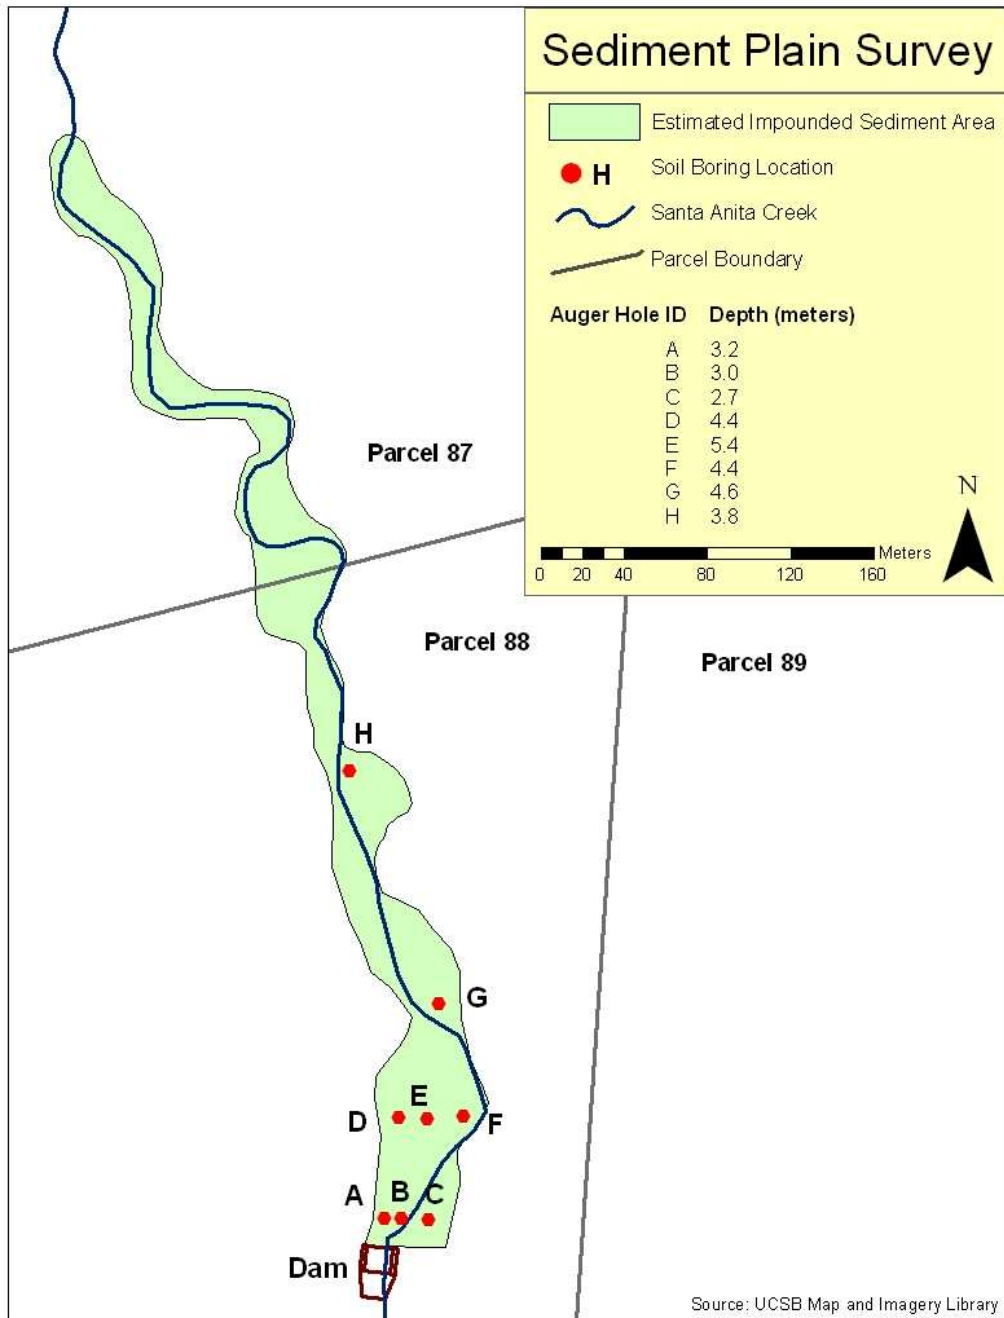 Sediment Plain Survey
Estimated Impounded Sediment Area
H Soil Boring Location
Santa Anita Creek
Parcel Boundary
Auger Hole ID Depth (meters)
A 3.2
B 3.0
C 2.7
D 4.4
E 5.4
F 4.4
G 4.6
H 3.8
N
Meters
0 20 40 80 120 160
Parcel 87
Parcel 88
Parcel 89
H
G
E
D
F
A B C
Dam
Source: UCSB Map and Imagery Library